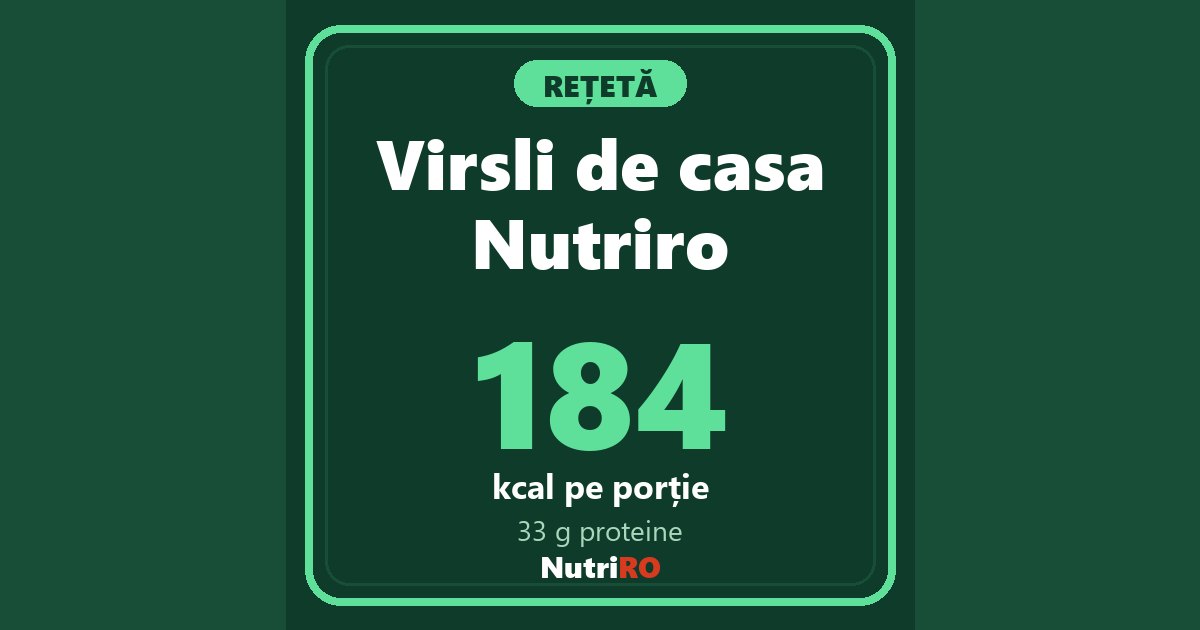 REȚETĂ
Virsli de casa
Nutriro
184
kcal pe porție
33 g proteine
NutriRO